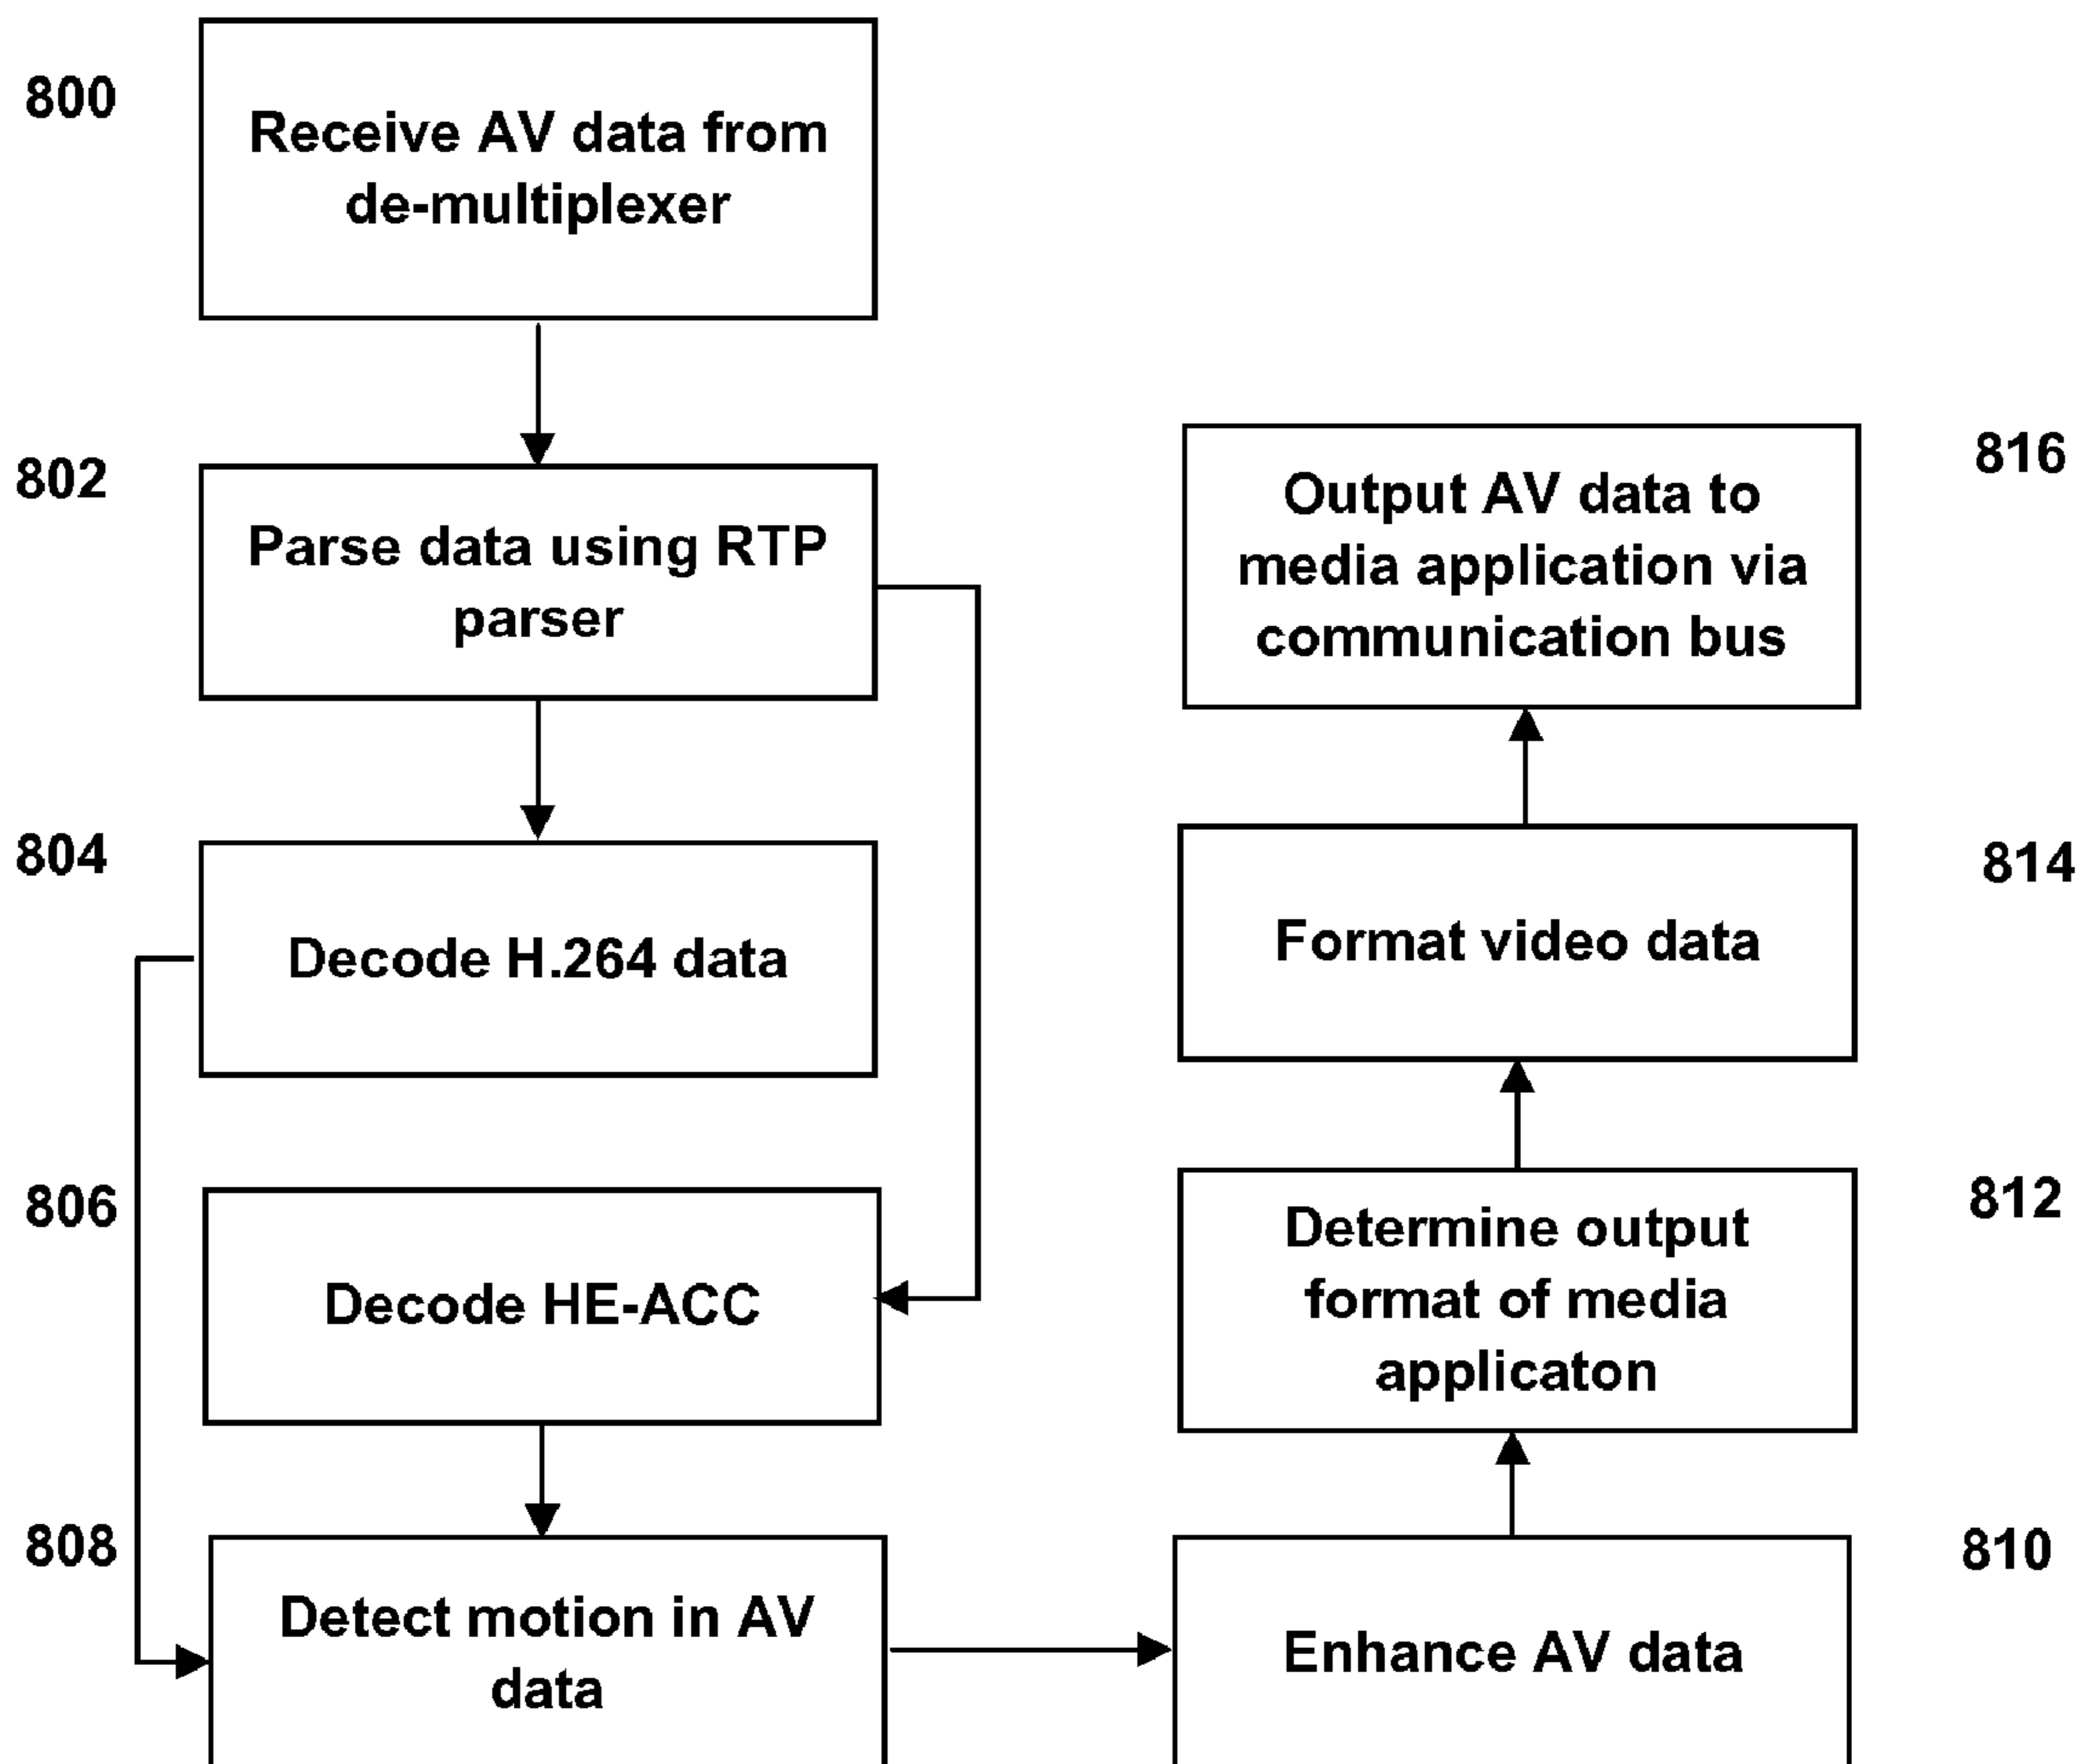 800
Receive AV data from
de-multiplexer
802
Parse data using RTP
parser
804
Decode H.264 data
806
Decode HE-ACC
808
Detect motion in AV
data
810
Enhance AV data
812
Determine output
format of media
applicaton
814
Format video data
816
Output AV data to
media application via
communication bus